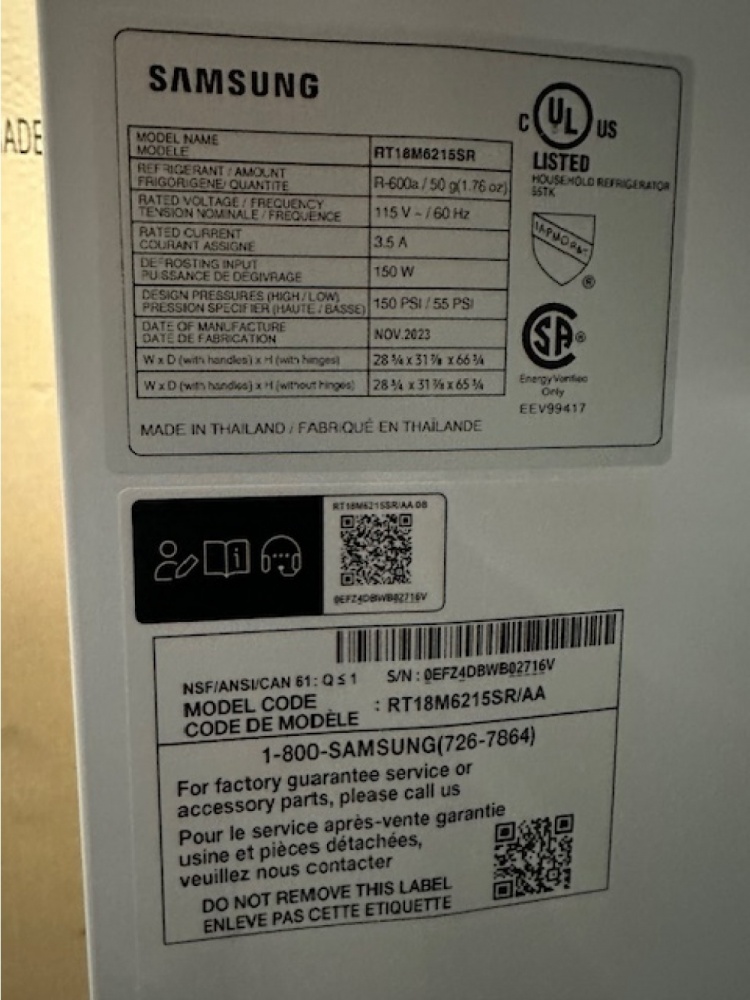 ADE
SAMSUNG
C UL US
LISTED
HOUSEHOLD REFRIGERATOR
55TK
MODEL NAME
MODÈLE
RT18M6215SR
REFRIGERANT / AMOUNT
FRIGORIGENE/ QUANTITE
R-600a / 50 g(1.76 oz)
RATED VOLTAGE / FREQUENCY
TENSION NOMINALE / FREQUENCE
115 V ~ / 60 Hz
RATED CURRENT
COURANT ASSIGNE
3.5 A
DEFROSTING INPUT
PUISSANCE DE DEGIVRAGE
150 W
DESIGN PRESSURES (HIGH / LOW)
PRESSION SPECIFIER (HAUTE / BASSE)
150 PSI / 55 PSI
DATE OF MANUFACTURE
DATE DE FABRICATION
NOV.2023
W x D (with handles) x H (with hinges)
28 ¾ x 31 ⅞ x 66 ¾
W x D (with handles) x H (without hinges)
28 ¾ x 31 ⅞ x 65 ¾
IAPMO R&T
®
SA®
Energy Verified
Only
EEV99417
MADE IN THAILAND / FABRIQUÉ EN THAÏLANDE
RT18M6215SR/AA 08
0EFZ4DBWB02716V
NSF/ANSI/CAN 61: Q ≤ 1
S/N : 0EFZ4DBWB02716V
MODEL CODE
CODE DE MODÈLE
: RT18M6215SR/AA
1-800-SAMSUNG(726-7864)
For factory guarantee service or
accessory parts, please call us
Pour le service après-vente garantie
usine et pièces détachées,
veuillez nous contacter
DO NOT REMOVE THIS LABEL
ENLEVE PAS CETTE ETIQUETTE